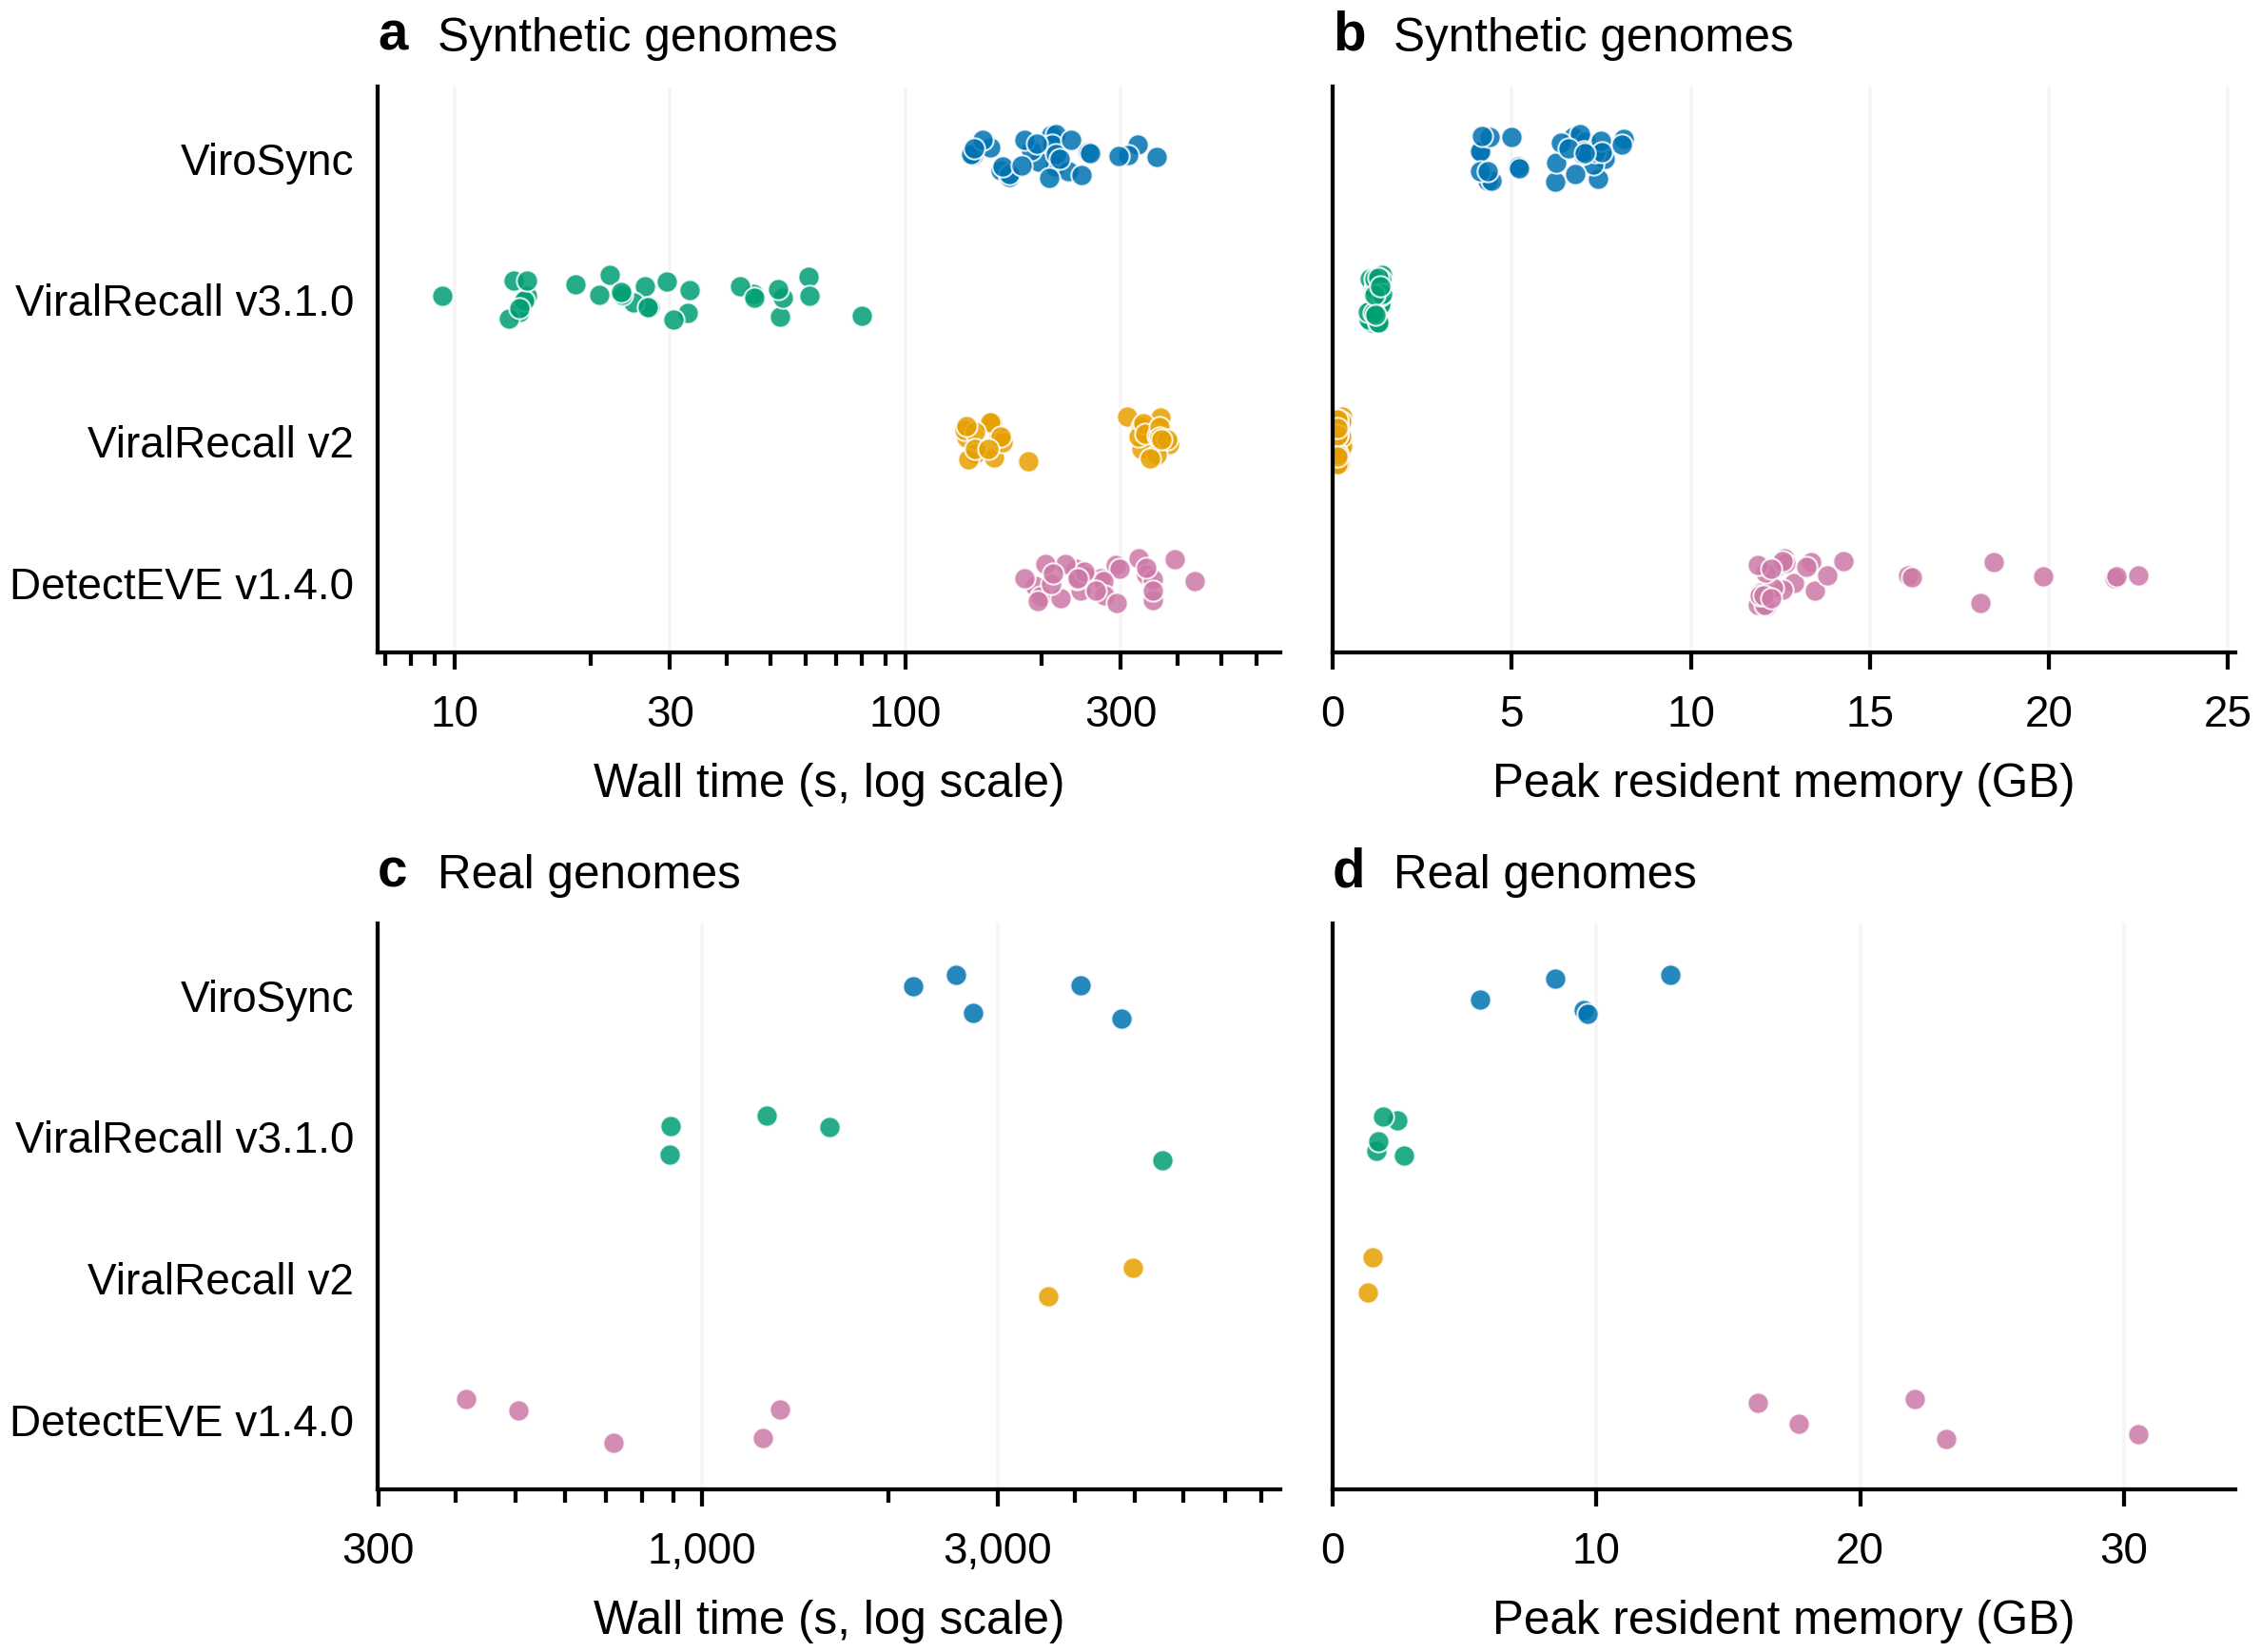 a Synthetic genomes
b Synthetic genomes
ViroSync
ViralRecall v3.1.0
ViralRecall v2
DetectEVE v1.4.0
10 30 100 300
0 5 10 15 20 25
Wall time (s, log scale)
Peak resident memory (GB)
c Real genomes
d Real genomes
ViroSync
ViralRecall v3.1.0
ViralRecall v2
DetectEVE v1.4.0
300 1,000 3,000
0 10 20 30
Wall time (s, log scale)
Peak resident memory (GB)